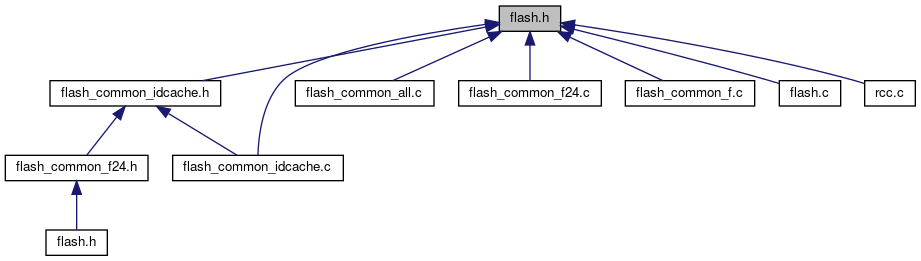 flash.h
flash_common_idcache.h
flash_common_all.c
flash_common_f24.c
flash_common_f.c
flash.c
rcc.c
flash_common_f24.h
flash_common_idcache.c
flash.h